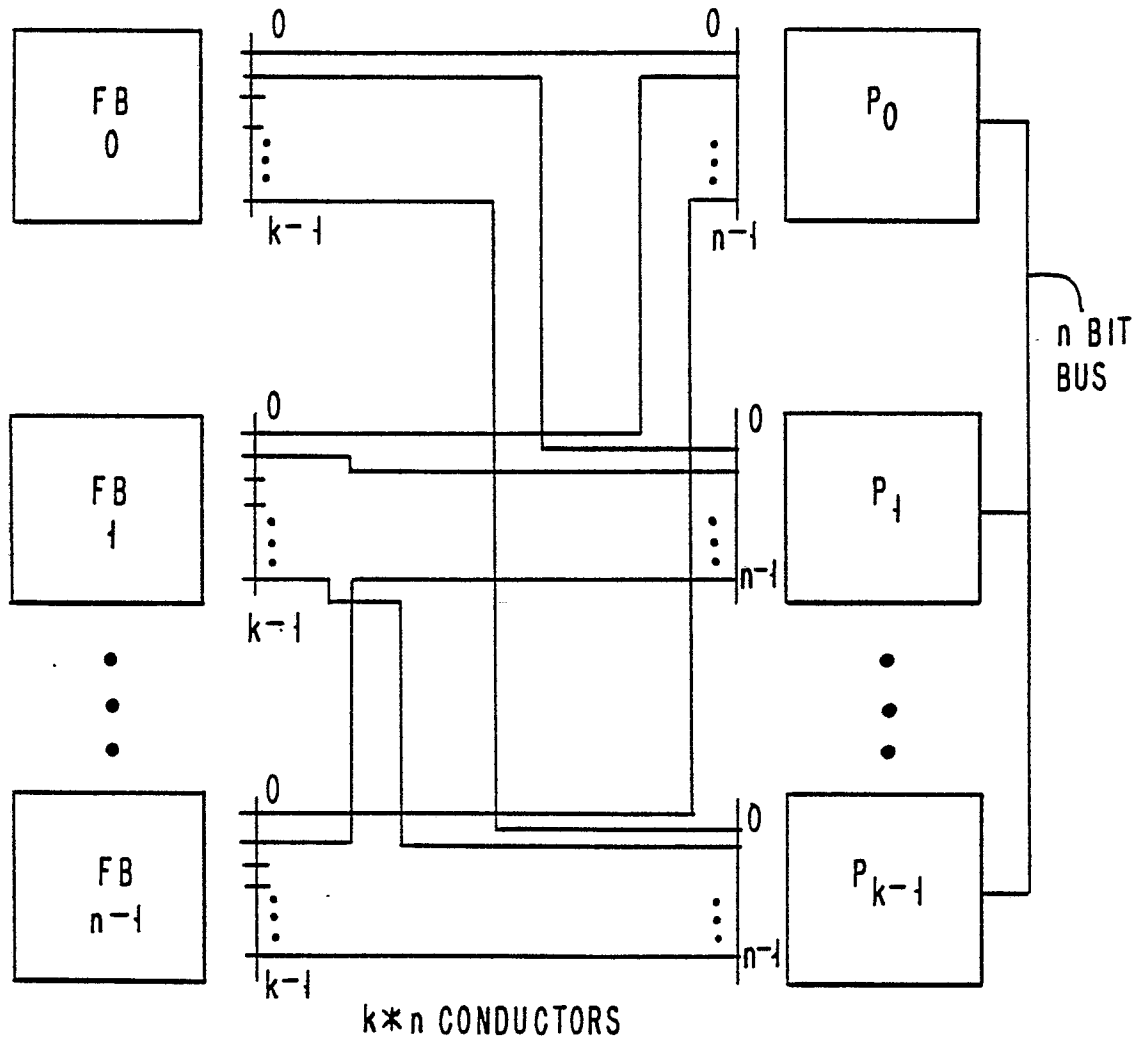 0 0
FB
0
P0
k-1
n-1
n BIT
BUS
0 0
FB
1
P1
k-1
n-1
0 0
FB
n-1
Pk-1
k-1
n-1
k*n CONDUCTORS